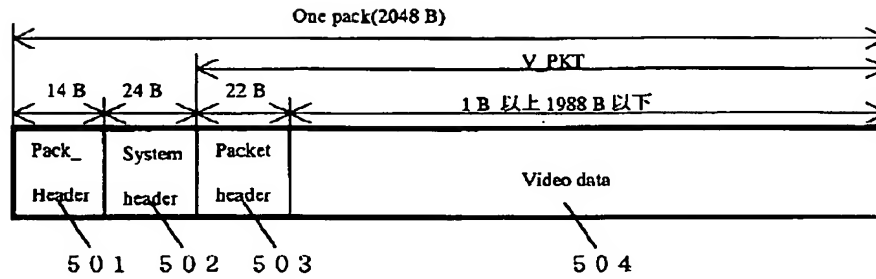 One pack(2048 B)
V_PKT
14 B 24 B 22 B 1 B 以上 1988 B 以下
Pack_ Header
System header
Packet header
Video data
501 502 503 504